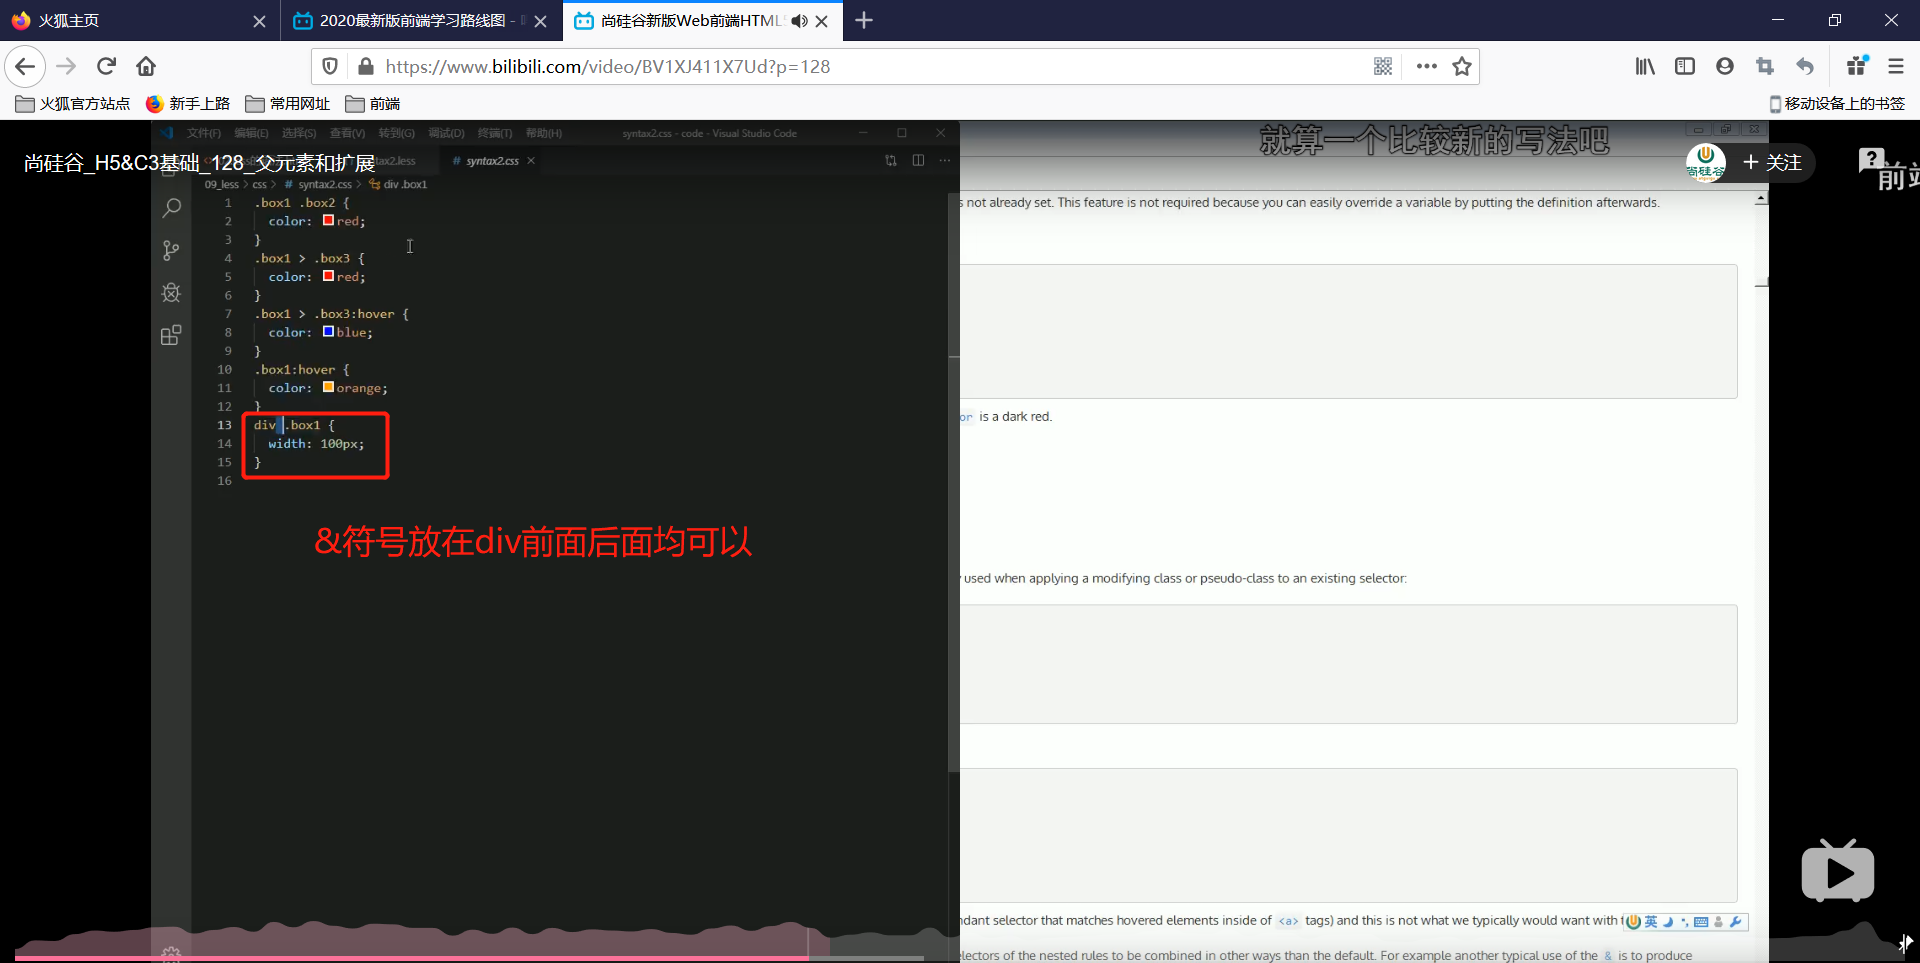 火狐主页
2020最新版前端学习路线图 -
尚硅谷新版Web前端HTML
https://www.bilibili.com/video/BV1XJ411X7Ud?p=128
火狐官方站点
新手上路
常用网址
前端
移动设备上的书签
文件(F) 编辑(E) 选择(S) 查看(V) 转到(G) 调试(D) 终端(T) 帮助(H)
syntax2.css - code - Visual Studio Code
就算一个比较新的写法吧
尚硅谷_H5&C3基础_128_父元素和扩展
tax2.less
# syntax2.css
+ 关注
前端
09_less > css > # syntax2.css > div .box1
1 .box1 .box2 {
2 color: red;
3 }
4 .box1 > .box3 {
5 color: red;
6 }
7 .box1 > .box3:hover {
8 color: blue;
9 }
10 .box1:hover {
11 color: orange;
12 }
13 div .box1 {
14 width: 100px;
15 }
16
&符号放在div前面后面均可以
s not already set. This feature is not required because you can easily override a variable by putting the definition afterwards.
or is a dark red.
used when applying a modifying class or pseudo-class to an existing selector:
ndant selector that matches hovered elements inside of <a> tags) and this is not what we typically would want with
英
electors of the nested rules to be combined in other ways than the default. For example another typical use of the & is to produce